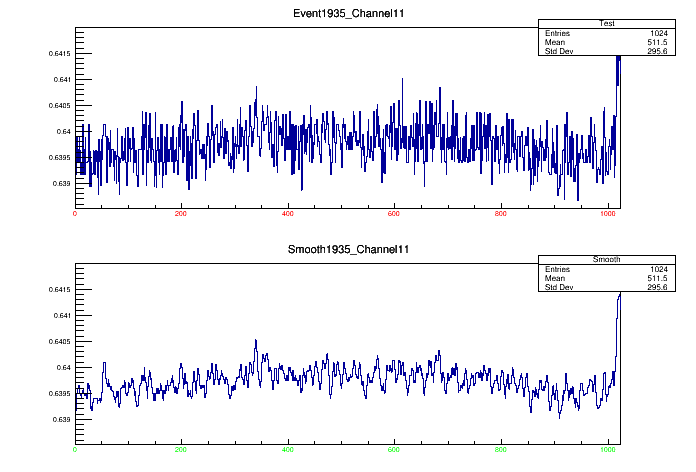 Event1935_Channel11
Test
Entries 1024
Mean 511.5
Std Dev 295.6
0.6415
0.641
0.6405
0.64
0.6395
0.639
0 200 400 600 800 1000
Smooth1935_Channel11
Smooth
Entries 1024
Mean 511.5
Std Dev 295.6
0.6415
0.641
0.6405
0.64
0.6395
0.639
0 200 400 600 800 1000